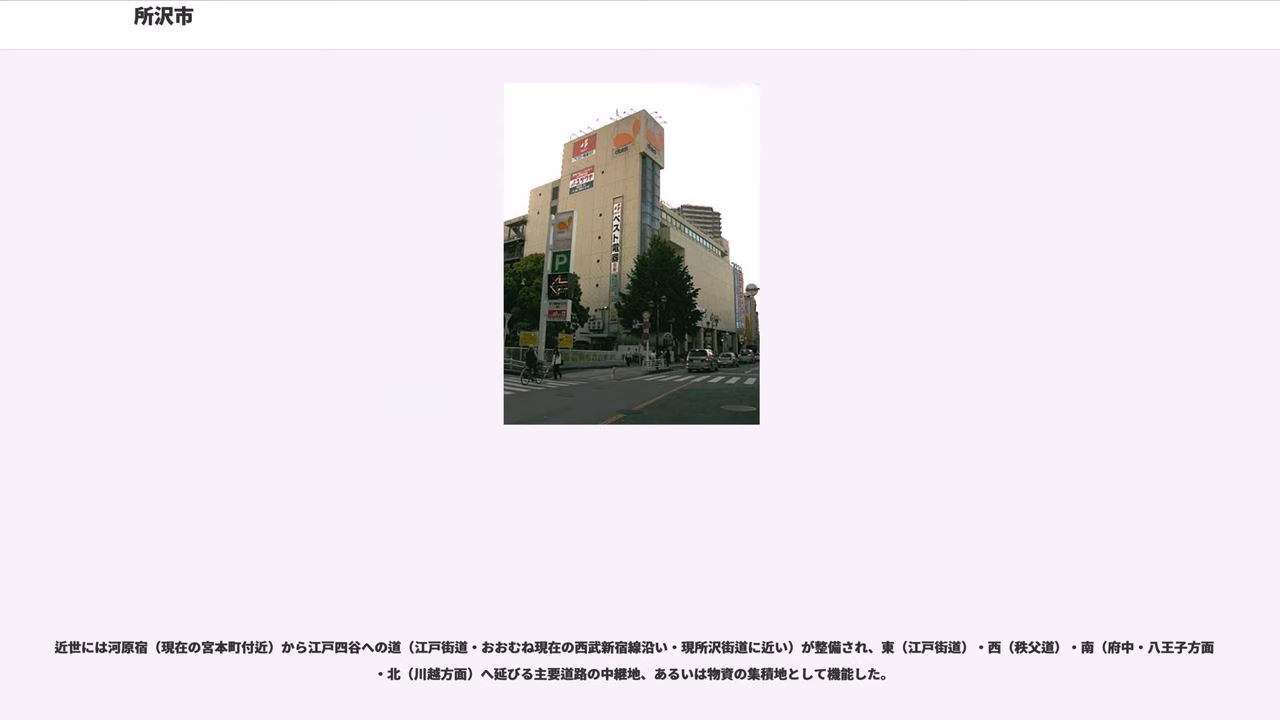 所沢市
P
ベスト電器
近世には河原宿（現在の宮本町付近）から江戸四谷への道（江戸街道・おおむね現在の西武新宿線沿い・現所沢街道に近い）が整備され、東（江戸街道）・西（秩父道）・南（府中・八王子方面
・北（川越方面）へ延びる主要道路の中継地、あるいは物資の集積地として機能した。